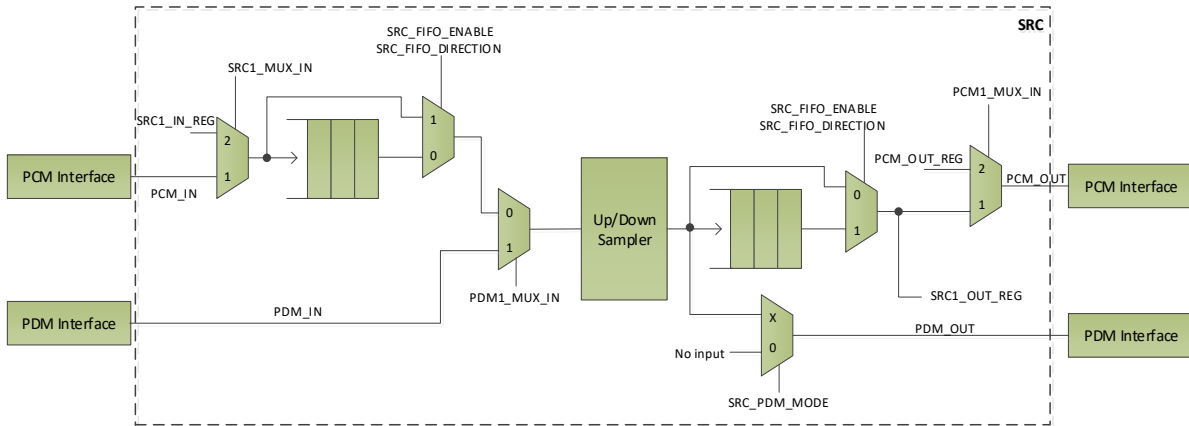 SRC
SRC_FIFO_ENABLE
SRC_FIFO_DIRECTION
SRC1_MUX_IN
SRC1_IN_REG
2
1
1
0
PCM Interface
PCM_IN
0
1
PDM1_MUX_IN
PDM Interface
PDM_IN
Up/Down
Sampler
SRC_FIFO_ENABLE
SRC_FIFO_DIRECTION
0
1
PCM1_MUX_IN
PCM_OUT_REG
2
1
PCM_OUT
PCM Interface
SRC1_OUT_REG
X
0
No input
SRC_PDM_MODE
PDM_OUT
PDM Interface